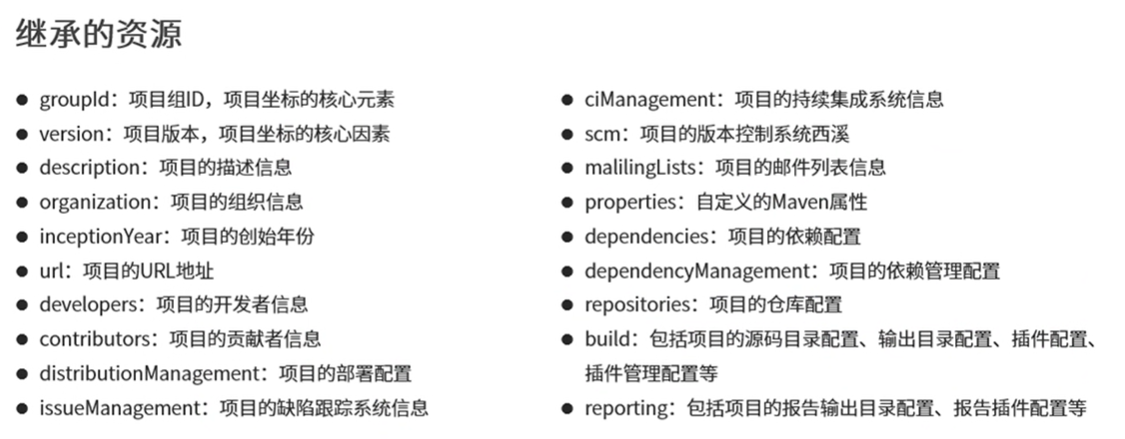 继承的资源
● groupId：项目组ID，项目坐标的核心元素
● version：项目版本，项目坐标的核心因素
● description：项目的描述信息
● organization：项目的组织信息
● inceptionYear：项目的创始年份
● url：项目的URL地址
● developers：项目的开发者信息
● contributors：项目的贡献者信息
● distributionManagement：项目的部署配置
● issueManagement：项目的缺陷跟踪系统信息
● ciManagement：项目的持续集成系统信息
● scm：项目的版本控制系统西溪
● malilingLists：项目的邮件列表信息
● properties：自定义的Maven属性
● dependencies：项目的依赖配置
● dependencyManagement：项目的依赖管理配置
● repositories：项目的仓库配置
● build：包括项目的源码目录配置、输出目录配置、插件配置、
插件管理配置等
● reporting：包括项目的报告输出目录配置、报告插件配置等